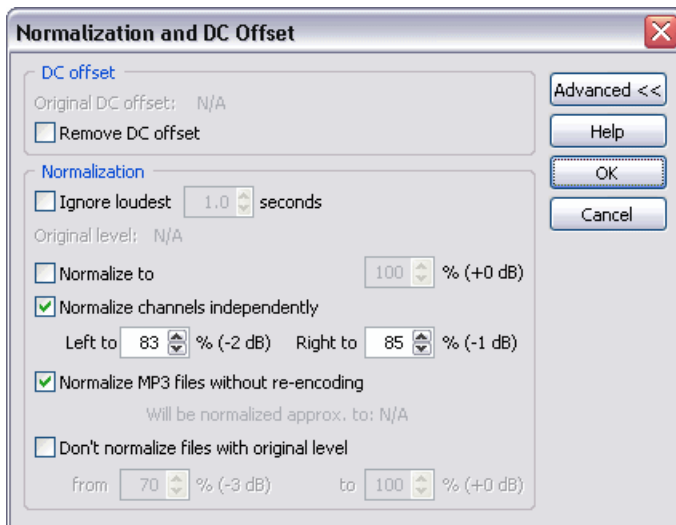 Normalization and DC Offset
DC offset
Original DC offset: N/A
Remove DC offset
Advanced <<
Help
OK
Cancel
Normalization
Ignore loudest 1.0 seconds
Original level: N/A
Normalize to 100 % (+0 dB)
Normalize channels independently
Left to 83 % (-2 dB) Right to 85 % (-1 dB)
Normalize MP3 files without re-encoding
Will be normalized approx. to: N/A
Don't normalize files with original level
from 70 % (-3 dB) to 100 % (+0 dB)